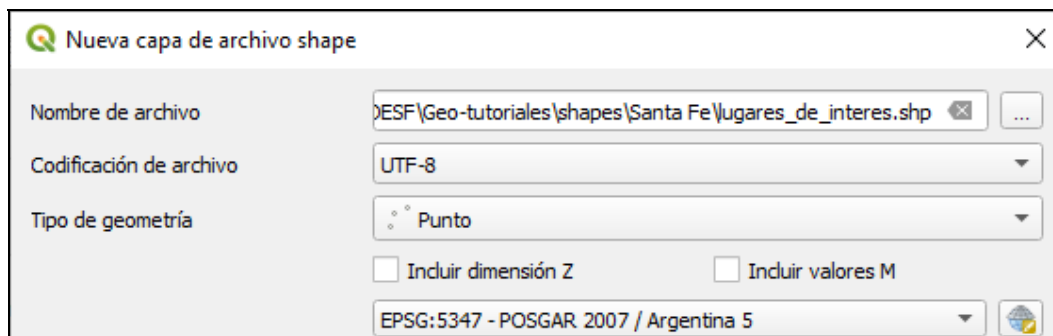 Nueva capa de archivo shape
Nombre de archivo
DESF\Geo-tutoriales\shapes\Santa Fe\lugares_de_interes.shp
...
Codificación de archivo
UTF-8
Tipo de geometría
Punto
Incluir dimensión Z
Incluir valores M
EPSG:5347 - POSGAR 2007 / Argentina 5